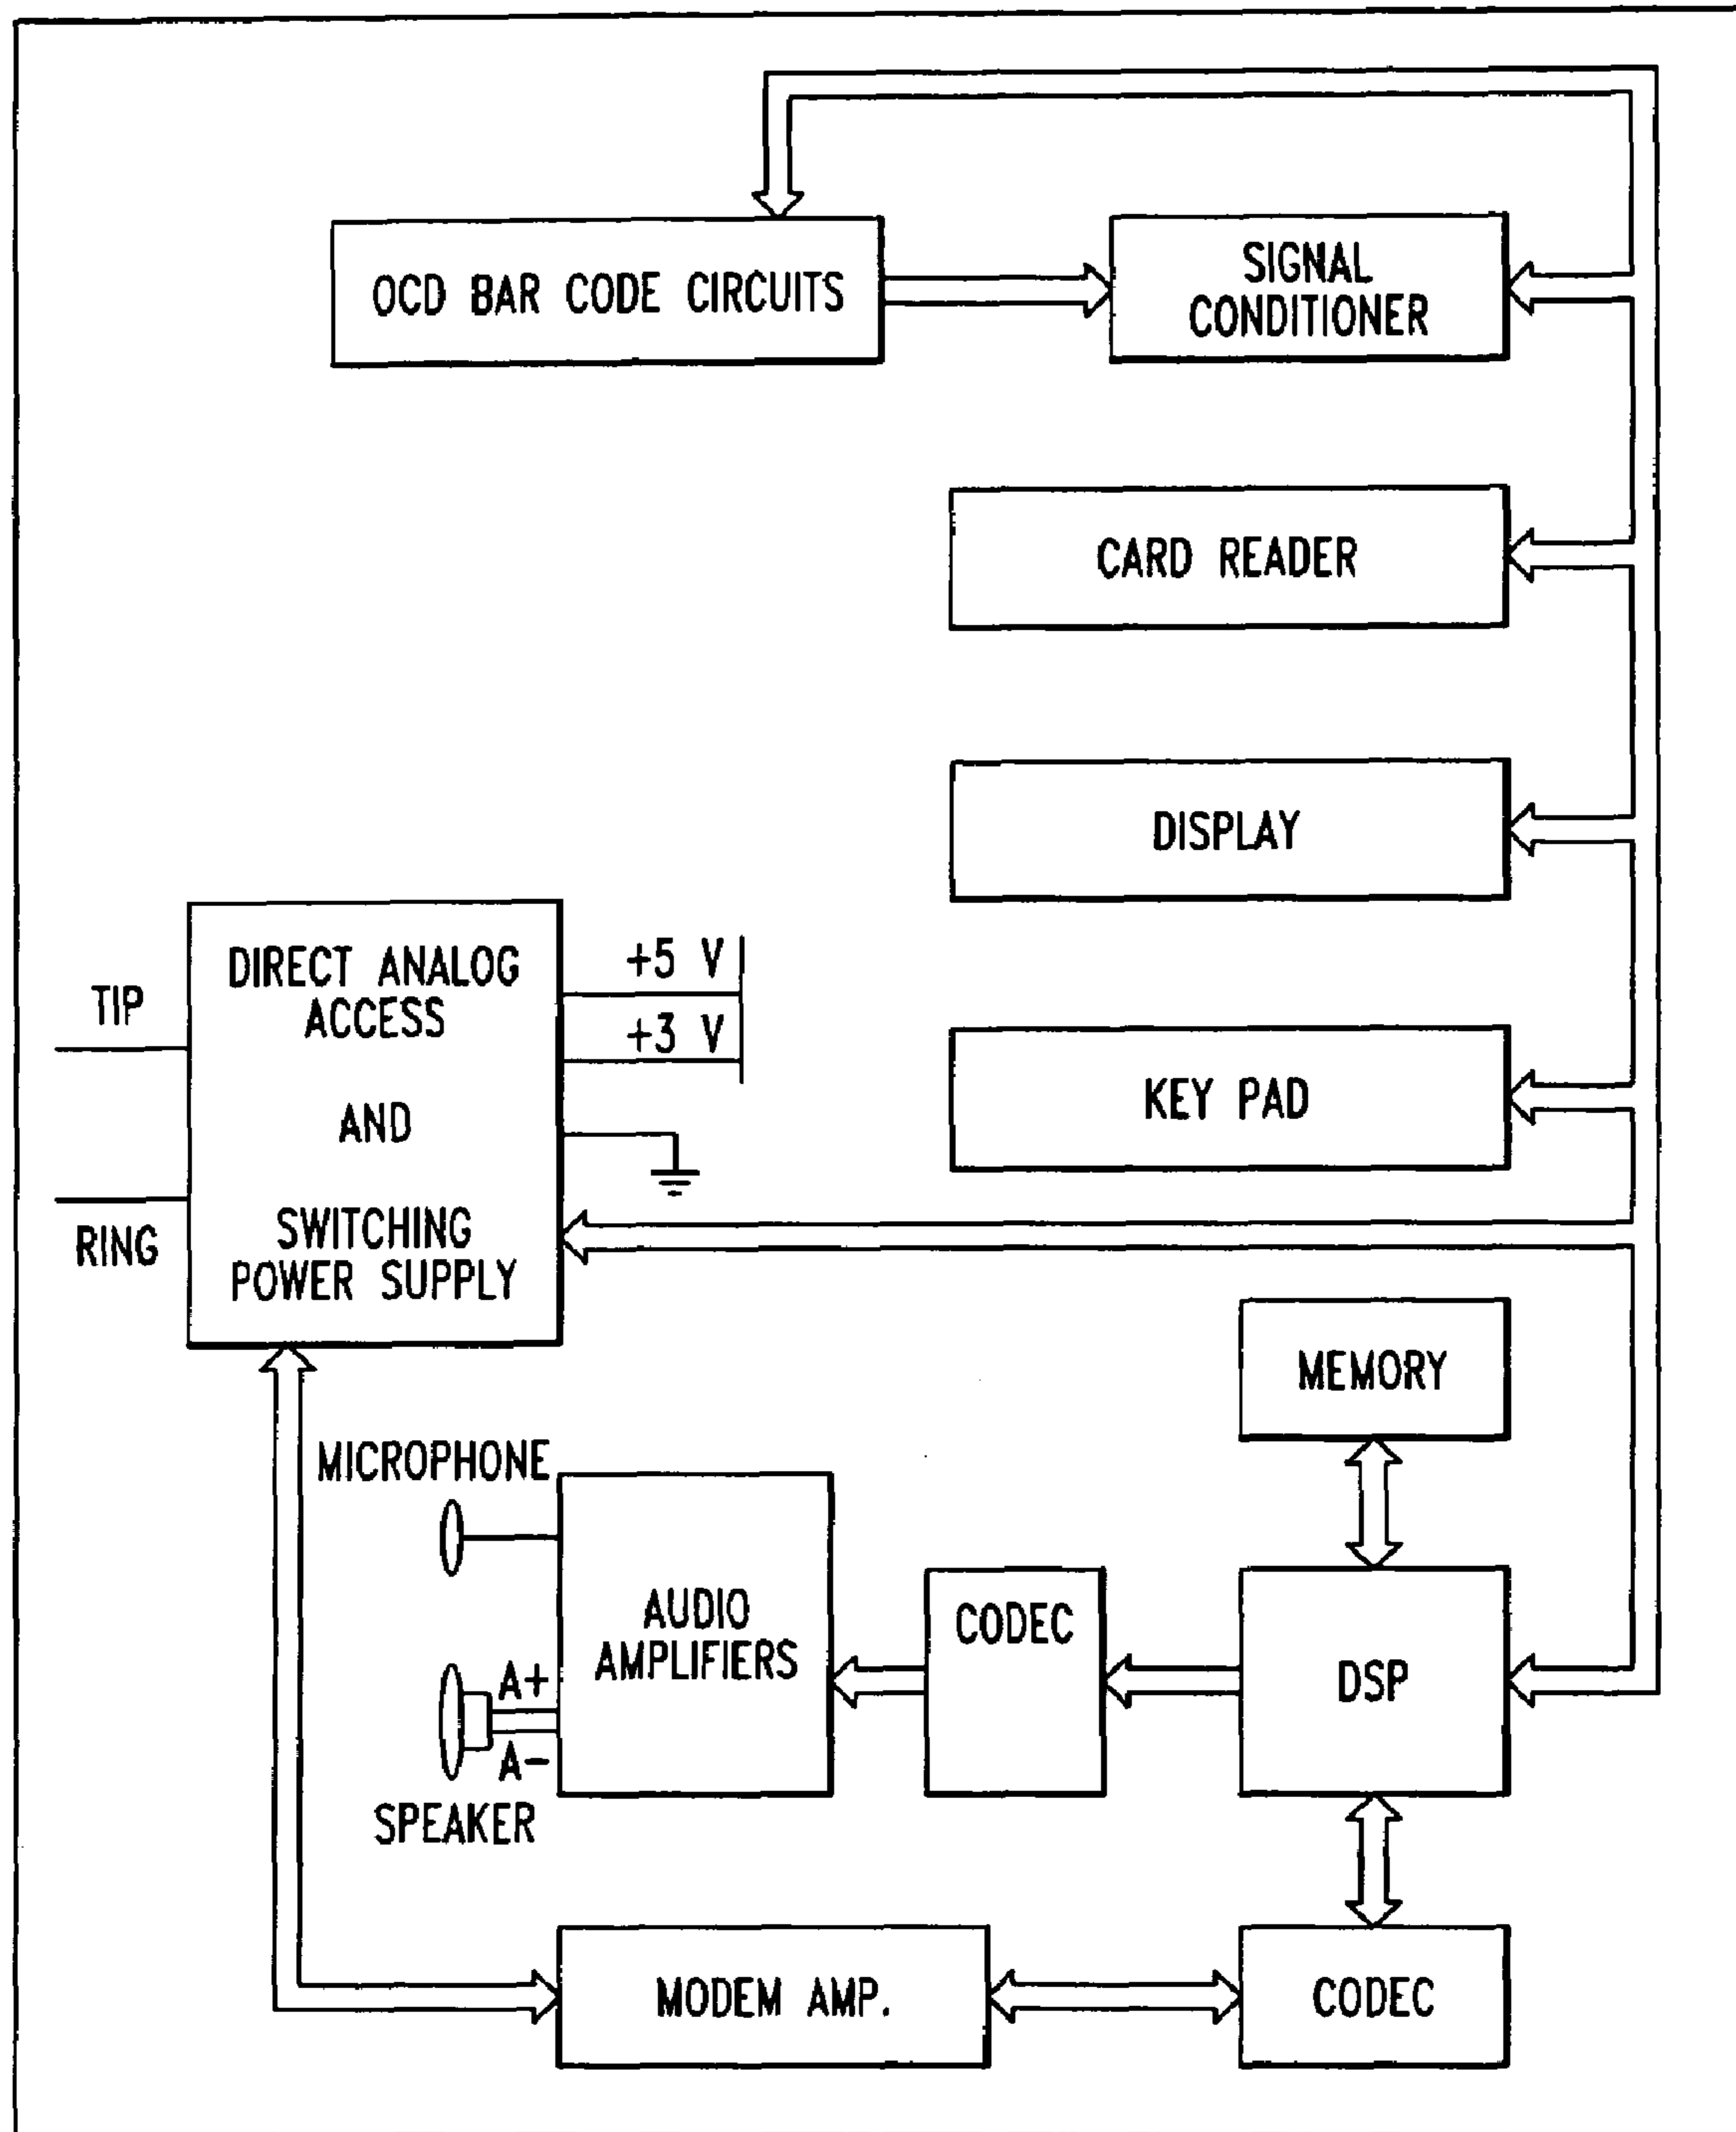 OCD BAR CODE CIRCUITS
SIGNAL
CONDITIONER
CARD READER
DISPLAY
DIRECT ANALOG
ACCESS
AND
SWITCHING
POWER SUPPLY
TIP
RING
+5 V
+3 V
KEY PAD
MEMORY
MICROPHONE
AUDIO
AMPLIFIERS
A+
A-
SPEAKER
CODEC
DSP
MODEM AMP.
CODEC